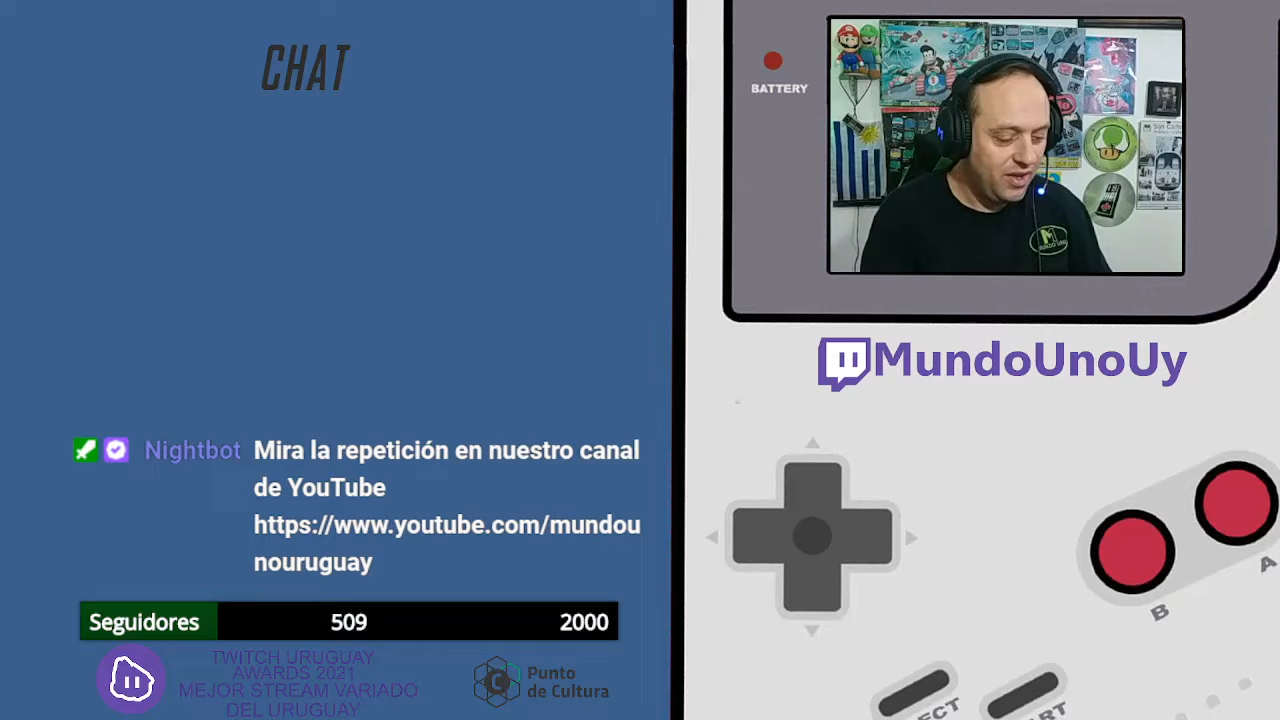 CHAT
BATTERY
MundoUnoUy
Nightbot Mira la repetición en nuestro canal
de YouTube
https://www.youtube.com/mundou
nouruguay
Seguidores 509 2000
TWITCH URUGUAY
AWARDS 2021
MEJOR STREAM VARIADO
DEL URUGUAY
Punto
de Cultura
B
A